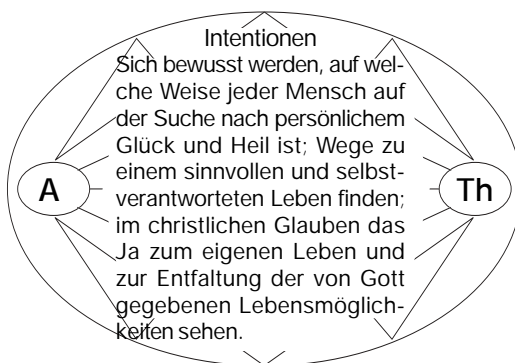 Intentionen
Sich bewusst werden, auf wel-
che Weise jeder Mensch auf
der Suche nach persönlichem
Glück und Heil ist; Wege zu
einem sinnvollen und selbst-
verantworteten Leben finden;
im christlichen Glauben das
Ja zum eigenen Leben und
zur Entfaltung der von Gott
gegebenen Lebensmöglich-
keiten sehen.
A
Th